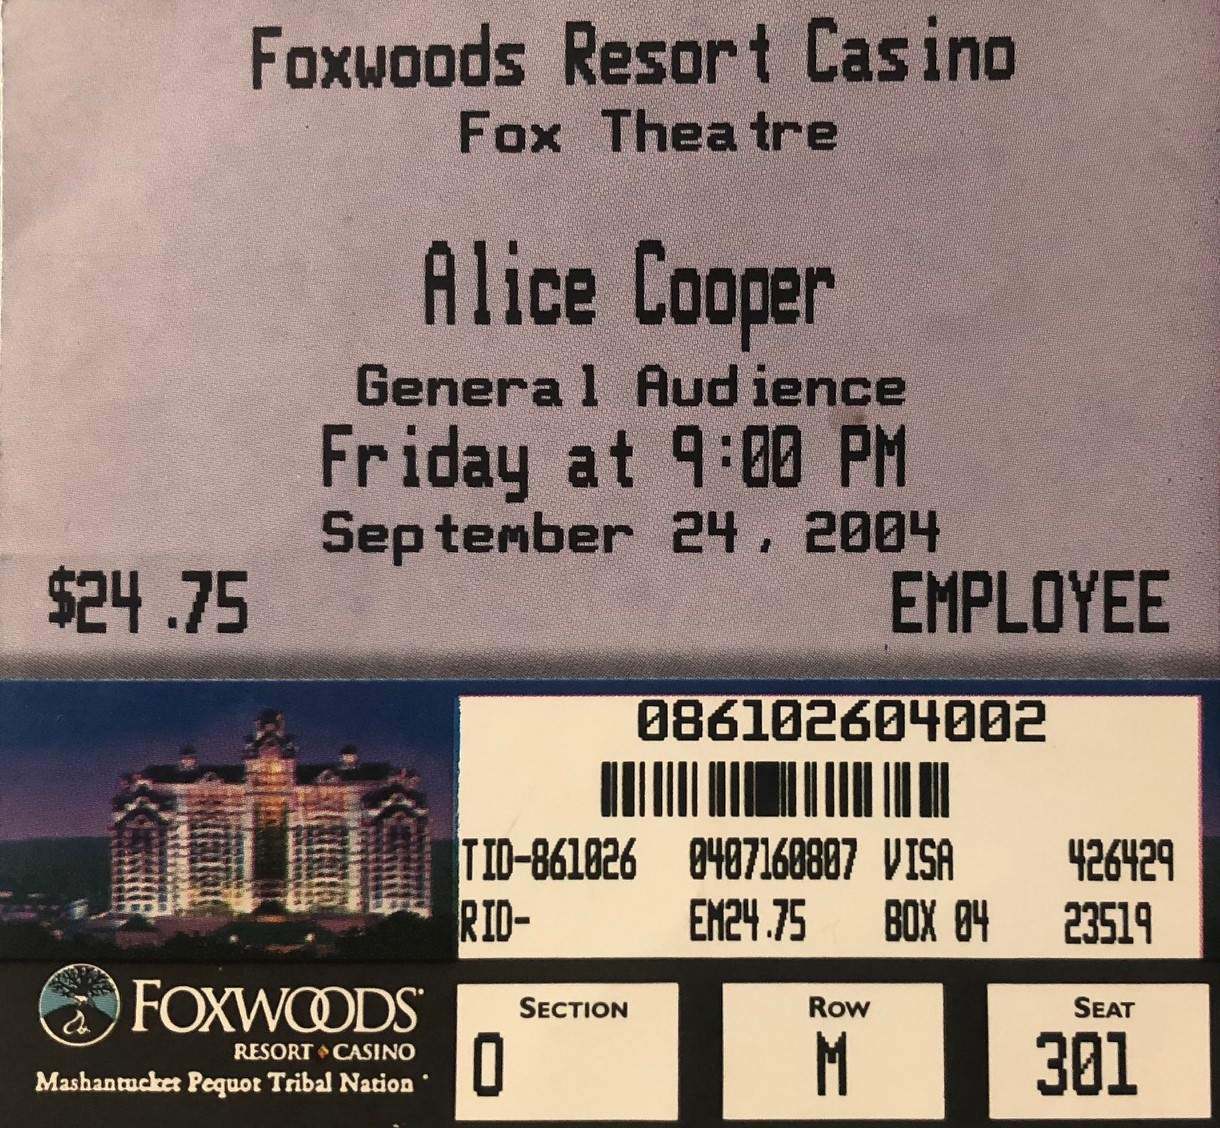 Foxwoods Resort Casino
Fox Theatre
Alice Cooper
General Audience
Friday at 9:00 PM
September 24, 2004
$24.75 EMPLOYEE
086102604002
TID-861026 0407160807 VISA 426429
RID- EM24.75 BOX 04 23519
FOXWOODS
RESORT CASINO
Mashantucket Pequot Tribal Nation
SECTION ROW SEAT
O M 301